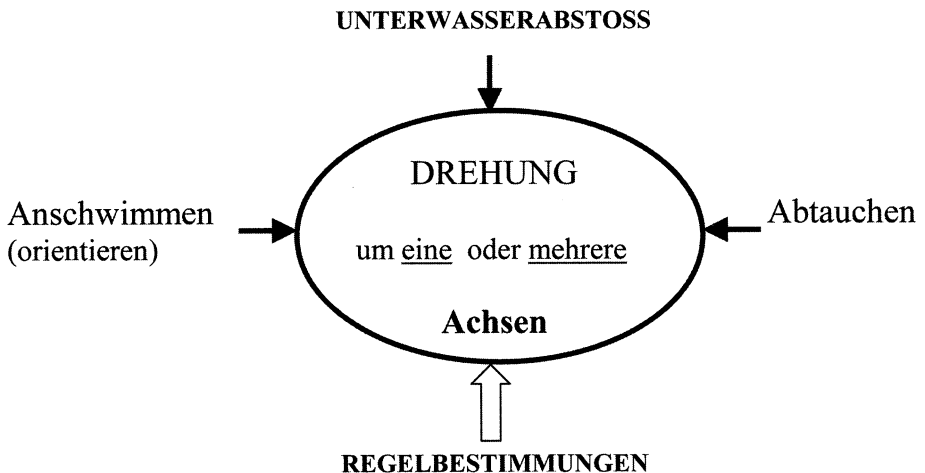 UNTERWASSERABSTOSS
DREHUNG
Anschwimmen
(orientieren)
Abtauchen
um eine oder mehrere
Achsen
REGELBESTIMMUNGEN